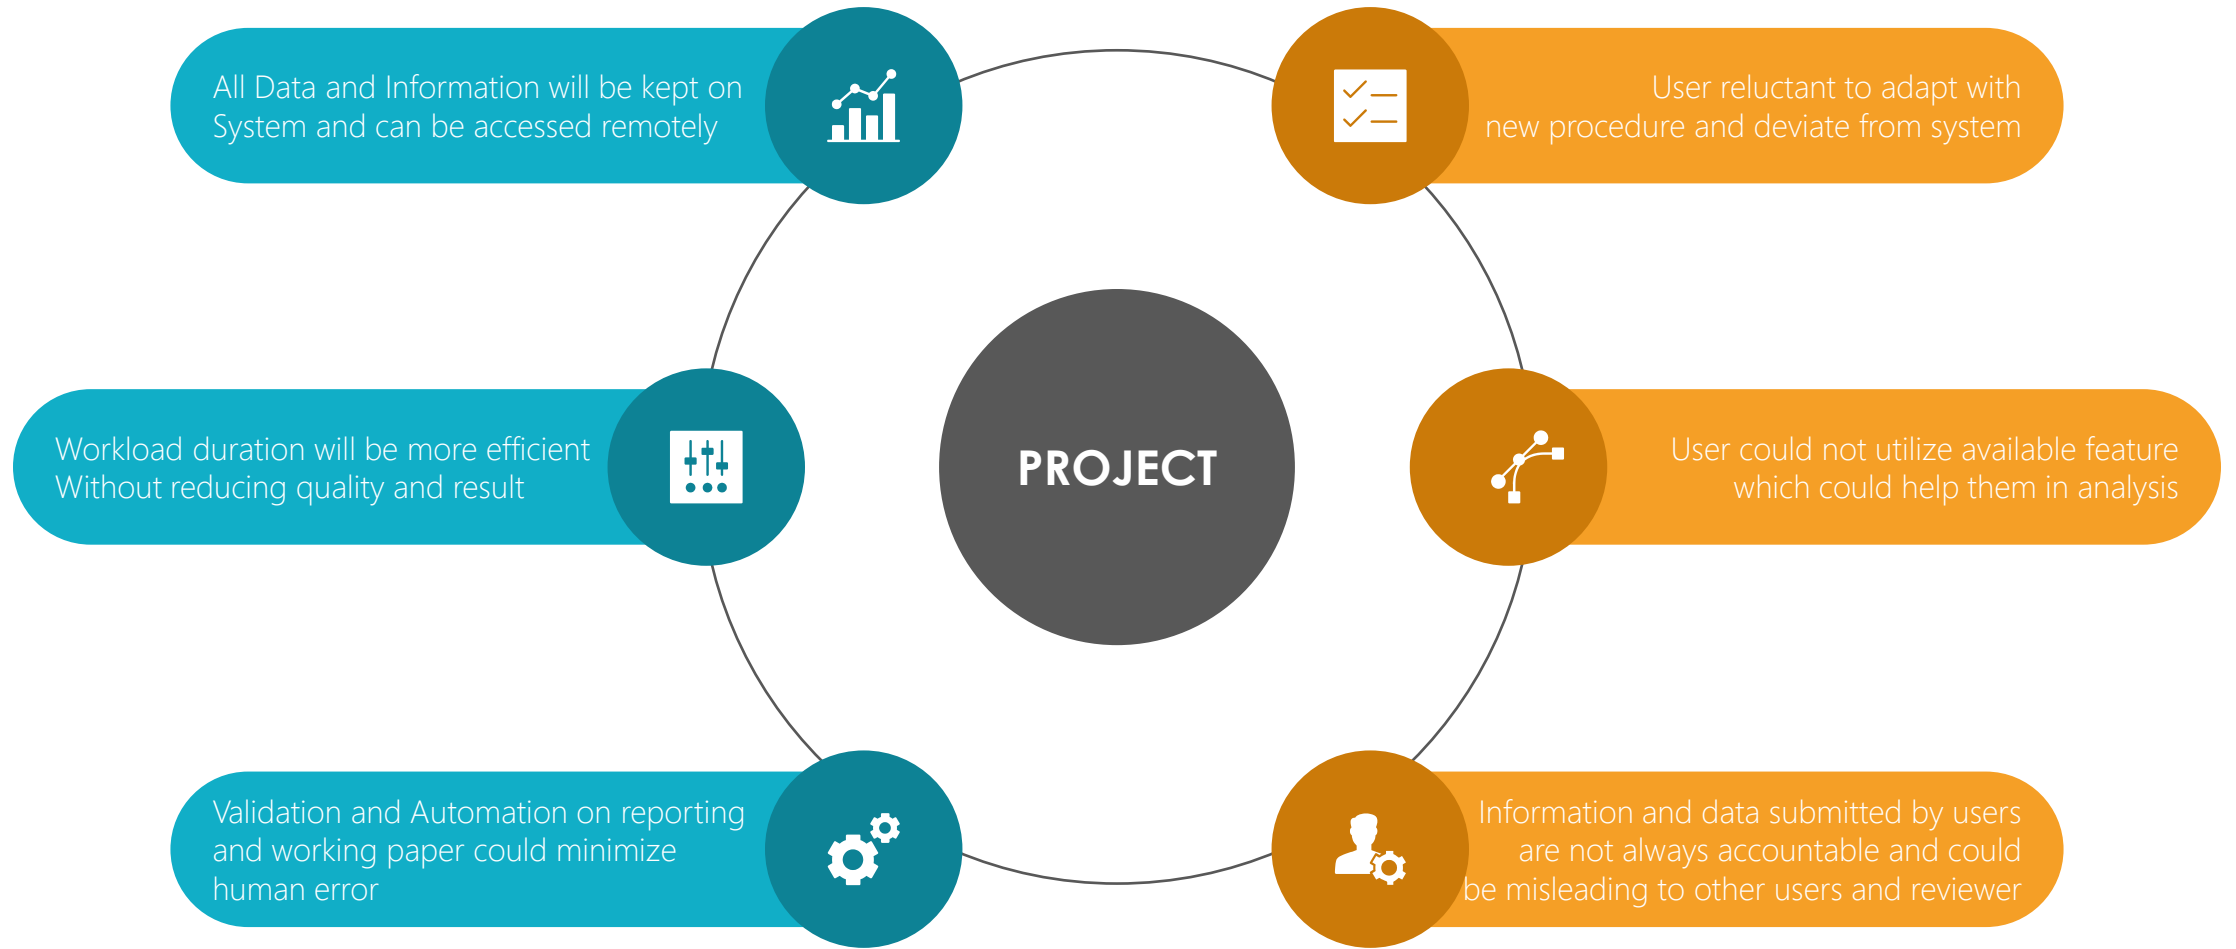 All Data and Information will be kept on
System and can be accessed remotely
User reluctant to adapt with
new procedure and deviate from system
Workload duration will be more efficient
Without reducing quality and result
PROJECT
User could not utilize available feature
which could help them in analysis
Validation and Automation on reporting
and working paper could minimize
human error
Information and data submitted by users
are not always accountable and could
be misleading to other users and reviewer